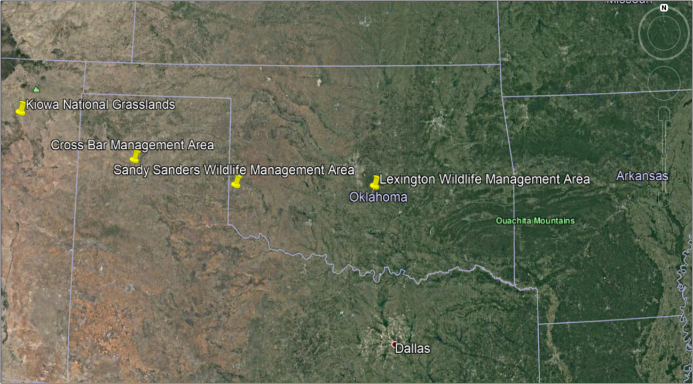 Missouri
N
Kiowa National Grasslands
Cross Bar Management Area
Sandy Sanders Wildlife Management Area
Lexington Wildlife Management Area
Arkansas
Oklahoma
Ouachita Mountains
Dallas